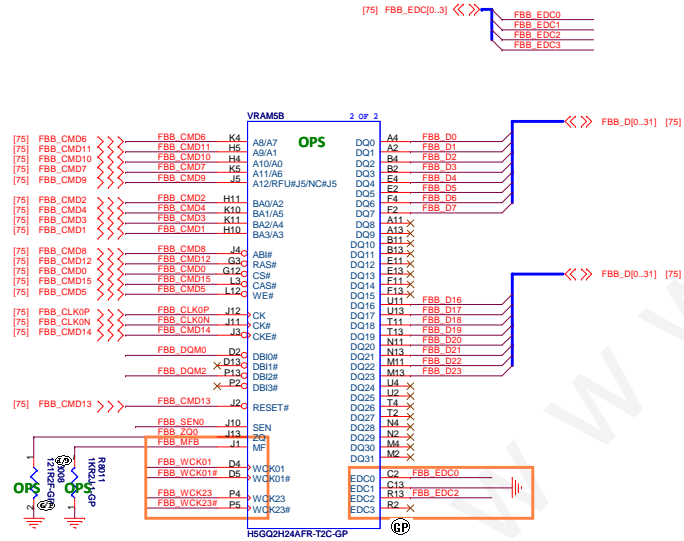 [75] FBB_EDC[0..3]
FBB_EDC0
FBB_EDC1
FBB_EDC2
FBB_EDC3
VRAM5B 2 OF 2
OPS
FBB_D[0..31] [75]
[75] FBB_CMD6 FBB_CMD6 K4 A8/A7
[75] FBB_CMD11 FBB_CMD11 H5 A9/A1
[75] FBB_CMD10 FBB_CMD10 H4 A10/A0
[75] FBB_CMD7 FBB_CMD7 K5 A11/A6
[75] FBB_CMD9 FBB_CMD9 J5 A12/RFU#J5/NC#J5
[75] FBB_CMD2 FBB_CMD2 H11 BA0/A2
[75] FBB_CMD4 FBB_CMD4 K10 BA1/A5
[75] FBB_CMD3 FBB_CMD3 K11 BA2/A4
[75] FBB_CMD1 FBB_CMD1 H10 BA3/A3
[75] FBB_CMD8 FBB_CMD8 J4 ABI#
[75] FBB_CMD12 FBB_CMD12 G3 RAS#
[75] FBB_CMD0 FBB_CMD0 G12 CS#
[75] FBB_CMD15 FBB_CMD15 L3 CAS#
[75] FBB_CMD5 FBB_CMD5 L12 WE#
[75] FBB_CLK0P FBB_CLK0P J12 CK
[75] FBB_CLK0N FBB_CLK0N J11 CK#
[75] FBB_CMD14 FBB_CMD14 J3 CKE#
FBB_DQM0 D2 DBI0#
D13 DBI1#
FBB_DQM2 P13 DBI2#
P2 DBI3#
[75] FBB_CMD13 FBB_CMD13 J2 RESET#
FBB_SEN0 J10 SEN
FBB_ZQ0 J13 ZQ
FBB_MFB J1 MF
FBB_WCK01 D4 WCK01
FBB_WCK01# D5 WCK01#
FBB_WCK23 P4 WCK23
FBB_WCK23# P5 WCK23#
DQ0 A4 FBB_D0
DQ1 A2 FBB_D1
DQ2 B4 FBB_D2
DQ3 B2 FBB_D3
DQ4 E4 FBB_D4
DQ5 E2 FBB_D5
DQ6 F4 FBB_D6
DQ7 F2 FBB_D7
DQ8 A11
DQ9 A13
DQ10 B11
DQ11 B13
DQ12 E11
DQ13 E13
DQ14 F11
DQ15 F13
FBB_D[0..31] [75]
DQ16 U11 FBB_D16
DQ17 U13 FBB_D17
DQ18 T11 FBB_D18
DQ19 T13 FBB_D19
DQ20 N11 FBB_D20
DQ21 N13 FBB_D21
DQ22 M11 FBB_D22
DQ23 M13 FBB_D23
DQ24 U4
DQ25 U2
DQ26 T4
DQ27 T2
DQ28 N4
DQ29 N2
DQ30 M4
DQ31 M2
EDC0 C2 FBB_EDC0
EDC1 C13
EDC2 R13 FBB_EDC2
EDC3 R2
H5GQ2H24AFR-T2C-GP
GP
1
2
OPS
121R2F-GP
1
OPS
R8011
W W W